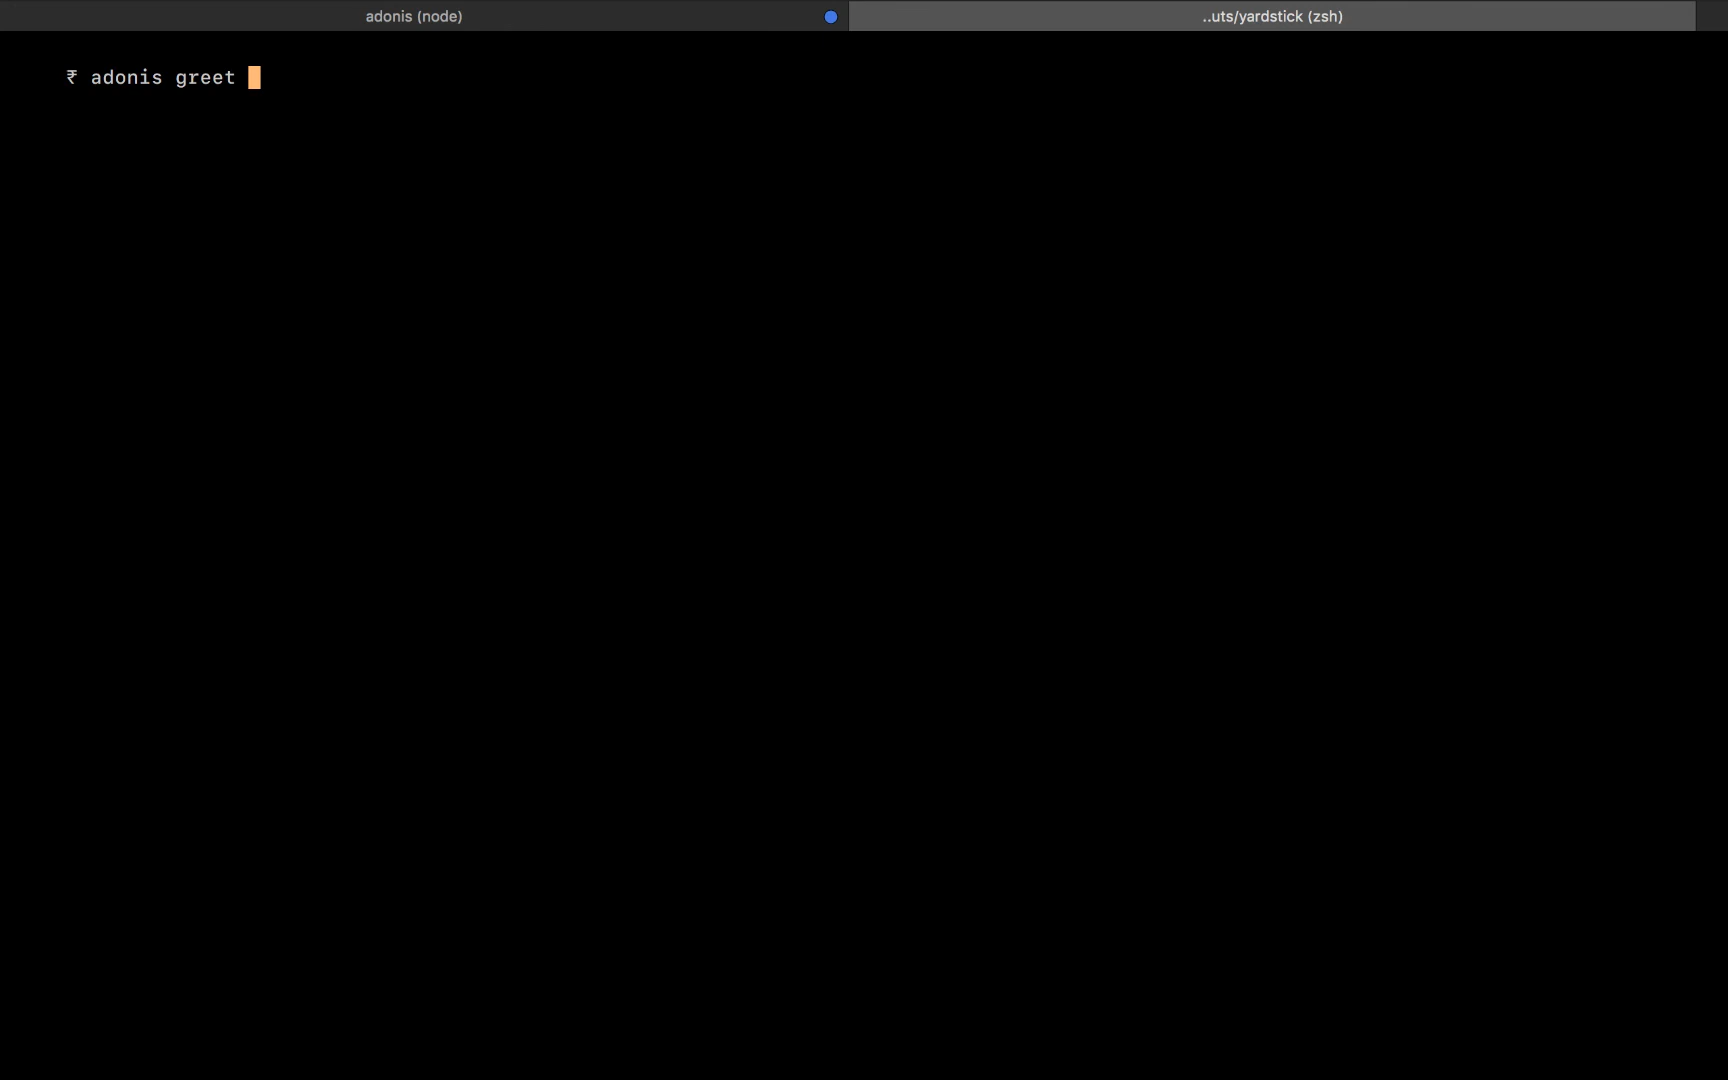 adonis (node)
..uts/yardstick (zsh)
₹ adonis greet